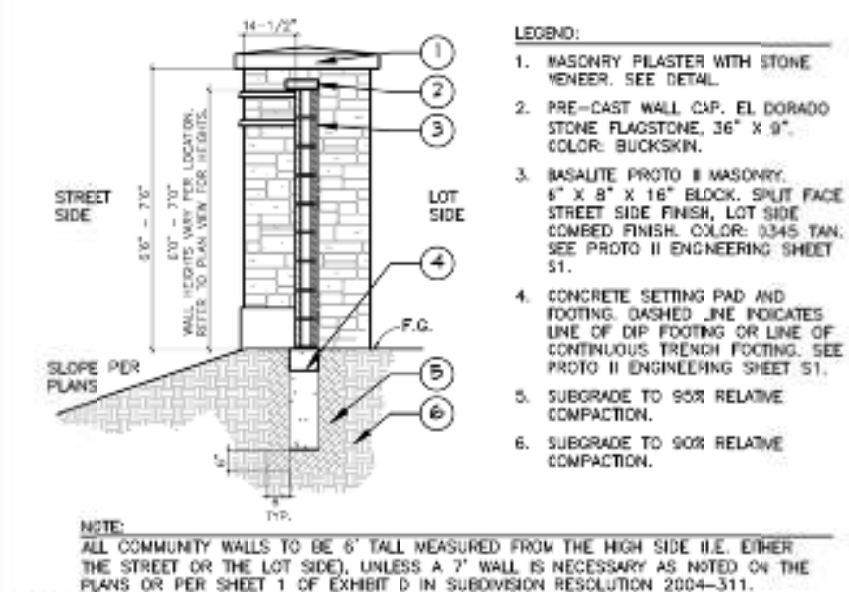 14-1/2"
1
2
3
STREET
SIDE
LOT
SIDE
6'6" - 7'6"
6'0" - 7'0"
WALL HEIGHTS VARY PER LOCATION.
REFER TO PLAN VIEW FOR HEIGHTS.
4
F.G.
SLOPE PER
PLANS
5
6
6"
TYP.
LEGEND:
1. MASONRY PILASTER WITH STONE
VENEER. SEE DETAIL.
2. PRE-CAST WALL CAP. EL DORADO
STONE FLAGSTONE, 36" X 9".
COLOR: BUCKSKIN.
3. BASALITE PROTO II MASONRY.
6" X 8" X 16" BLOCK. SPLIT FACE
STREET SIDE FINISH, LOT SIDE
COMBED FINISH. COLOR: 0345 TAN.
SEE PROTO II ENGINEERING SHEET
S1.
4. CONCRETE SETTING PAD AND
FOOTING. DASHED LINE INDICATES
LINE OF DIP FOOTING OR LINE OF
CONTINUOUS TRENCH FOOTING. SEE
PROTO II ENGINEERING SHEET S1.
5. SUBGRADE TO 95% RELATIVE
COMPACTION.
6. SUBGRADE TO 90% RELATIVE
COMPACTION.
NOTE:
ALL COMMUNITY WALLS TO BE 6' TALL MEASURED FROM THE HIGH SIDE (I.E. EITHER
THE STREET OR THE LOT SIDE), UNLESS A 7' WALL IS NECESSARY AS NOTED ON THE
PLANS OR PER SHEET 1 OF EXHIBIT D IN SUBDIVISION RESOLUTION 2004-311.